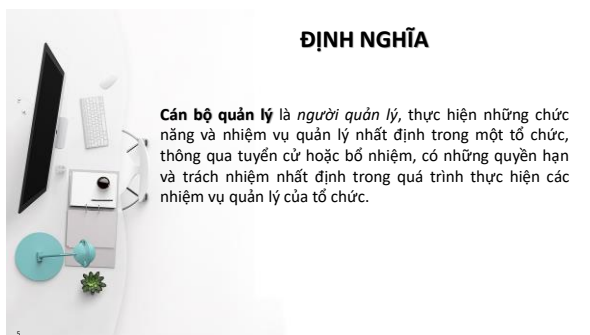 ĐỊNH NGHĨA
Cán bộ quản lý là người quản lý, thực hiện những chức
năng và nhiệm vụ quản lý nhất định trong một tổ chức,
thông qua tuyển cử hoặc bổ nhiệm, có những quyền hạn
và trách nhiệm nhất định trong quá trình thực hiện các
nhiệm vụ quản lý của tổ chức.
5